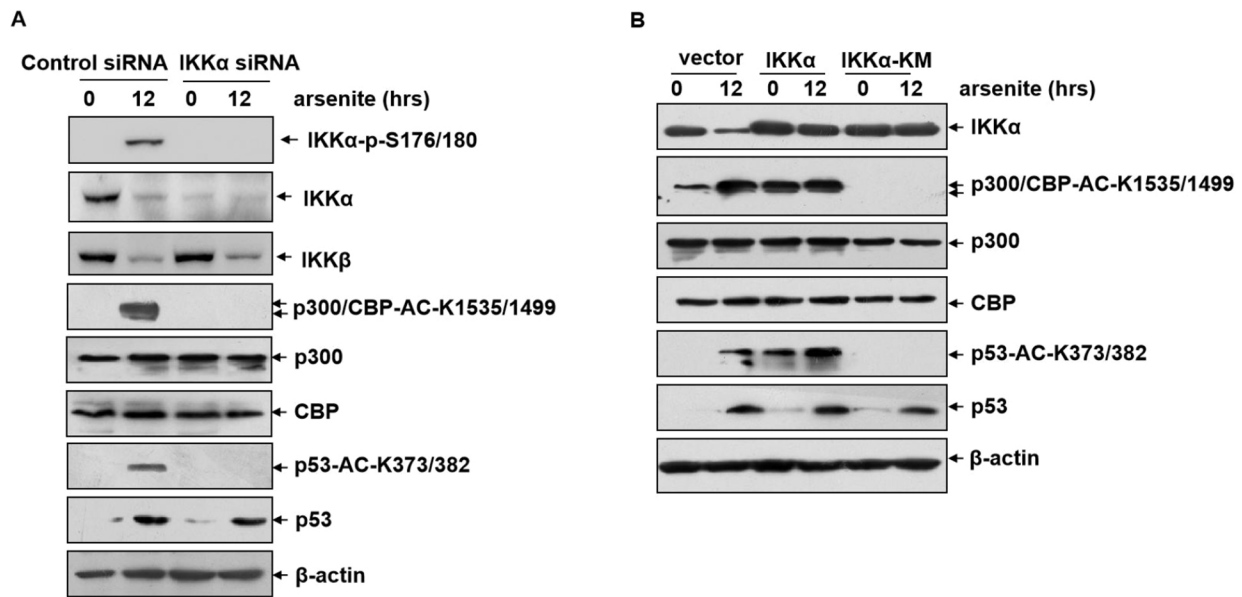 A
Control siRNA IKKα siRNA
0 12 0 12 arsenite (hrs)
IKKα-p-S176/180
IKKα
IKKβ
p300/CBP-AC-K1535/1499
p300
CBP
p53-AC-K373/382
p53
β-actin
B
vector IKKα IKKα-KM
0 12 0 12 0 12 arsenite (hrs)
IKKα
p300/CBP-AC-K1535/1499
p300
CBP
p53-AC-K373/382
p53
β-actin